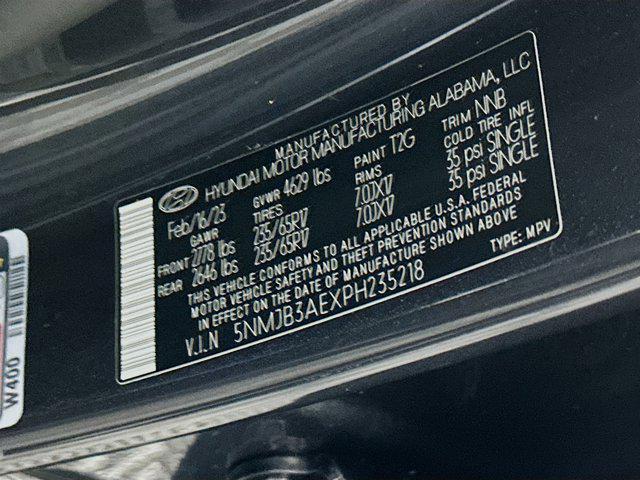 MANUFACTURED BY
HYUNDAI MOTOR MANUFACTURING ALABAMA, LLC
Feb/16/23 GVWR 4629 lbs PAINT T2G TRIM NNB
GAWR TIRES RIMS COLD TIRE INFL
FRONT 2778 lbs 235/65R17 7.0JX17 35 psi SINGLE
REAR 2646 lbs 235/65R17 7.0JX17 35 psi SINGLE
THIS VEHICLE CONFORMS TO ALL APPLICABLE U.S.A. FEDERAL
MOTOR VEHICLE SAFETY AND THEFT PREVENTION STANDARDS
IN EFFECT ON THE DATE OF MANUFACTURE SHOWN ABOVE
V.I.N 5NMJB3AEXPH235218 TYPE: MPV
W400